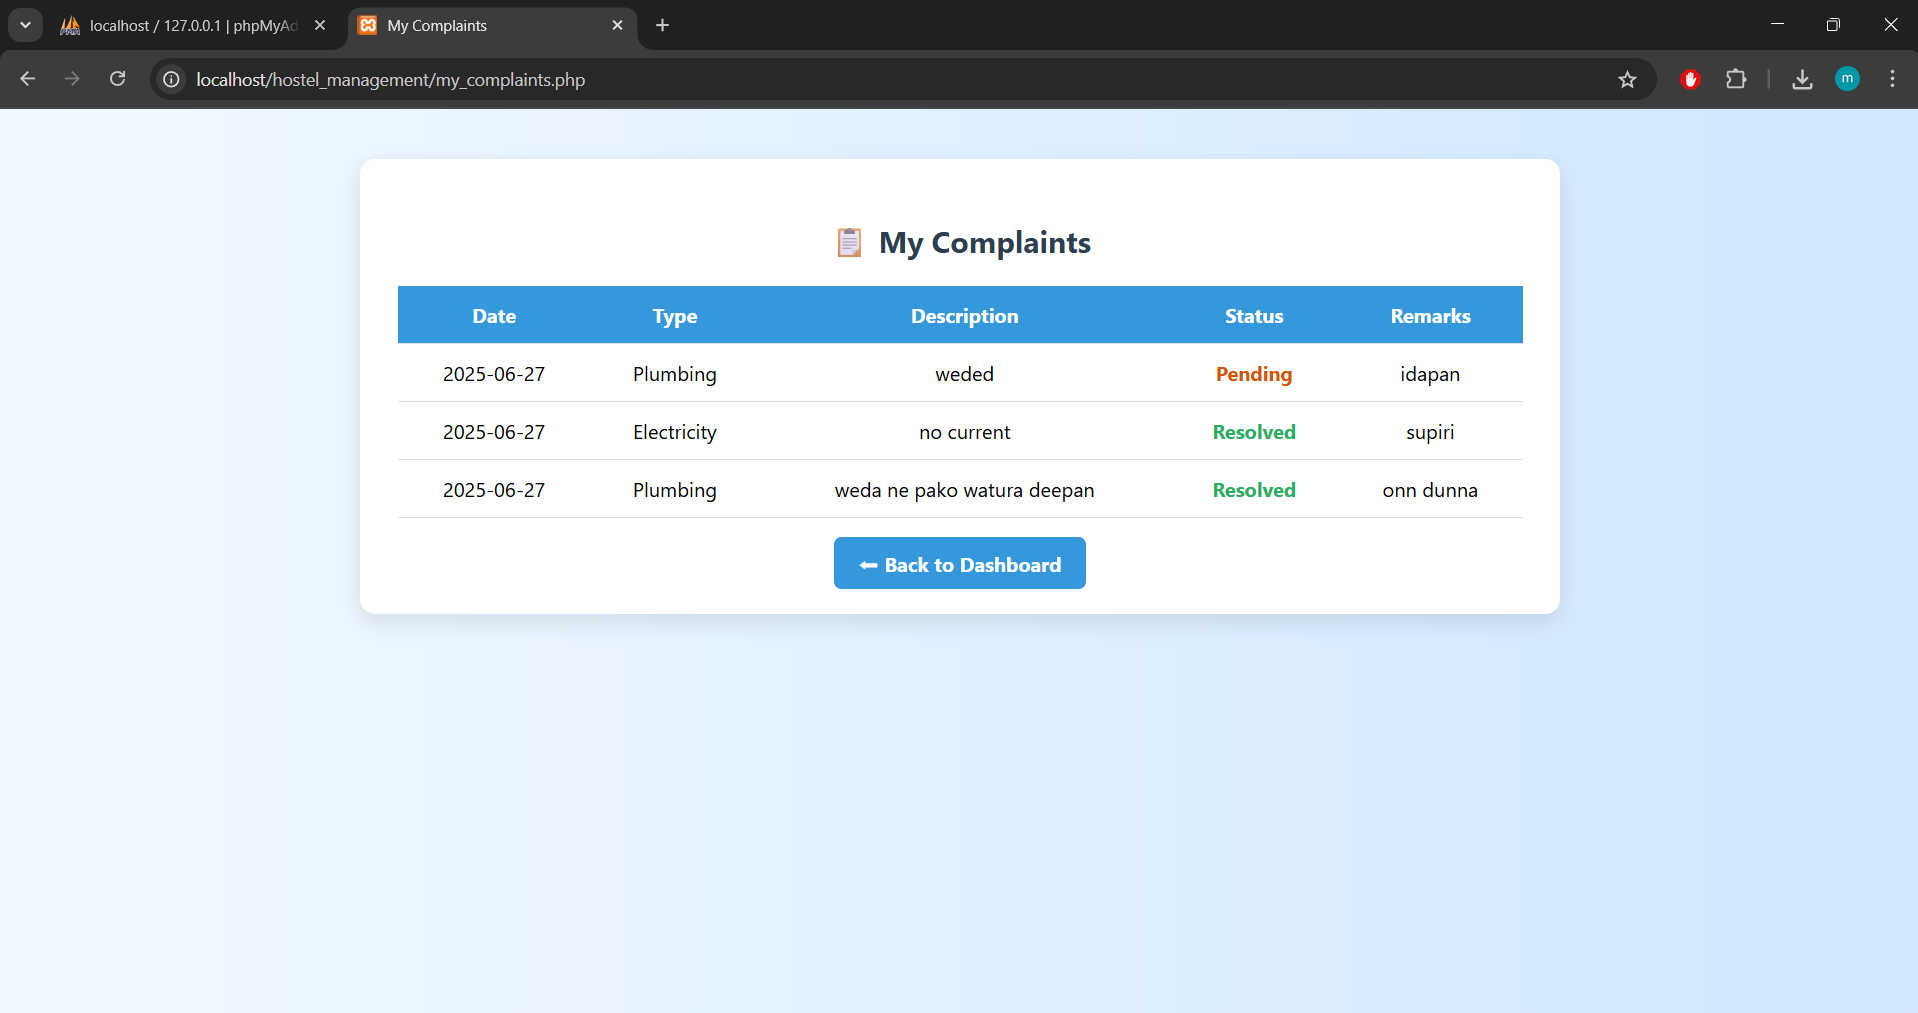 localhost / 127.0.0.1 | phpMyAd
My Complaints
localhost/hostel_management/my_complaints.php
m
My Complaints
Date Type Description Status Remarks
2025-06-27 Plumbing weded Pending idapan
2025-06-27 Electricity no current Resolved supiri
2025-06-27 Plumbing weda ne pako watura deepan Resolved onn dunna
⬅ Back to Dashboard